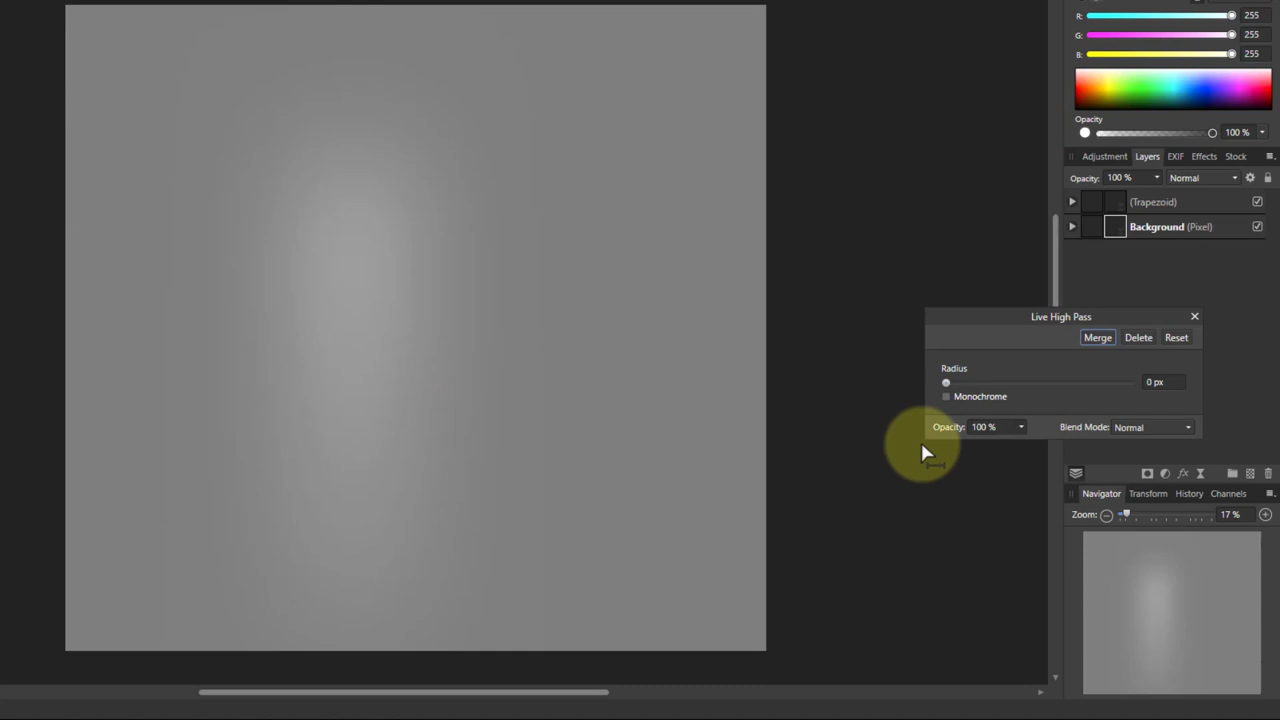 R: 255
G: 255
B: 255
Opacity
100 %
Adjustment Layers EXIF Effects Stock
Opacity: 100 % Normal
(Trapezoid)
Background (Pixel)
Live High Pass
Merge Delete Reset
Radius
0 px
Monochrome
Opacity: 100 % Blend Mode: Normal
fx
Navigator Transform History Channels
Zoom: 17 %